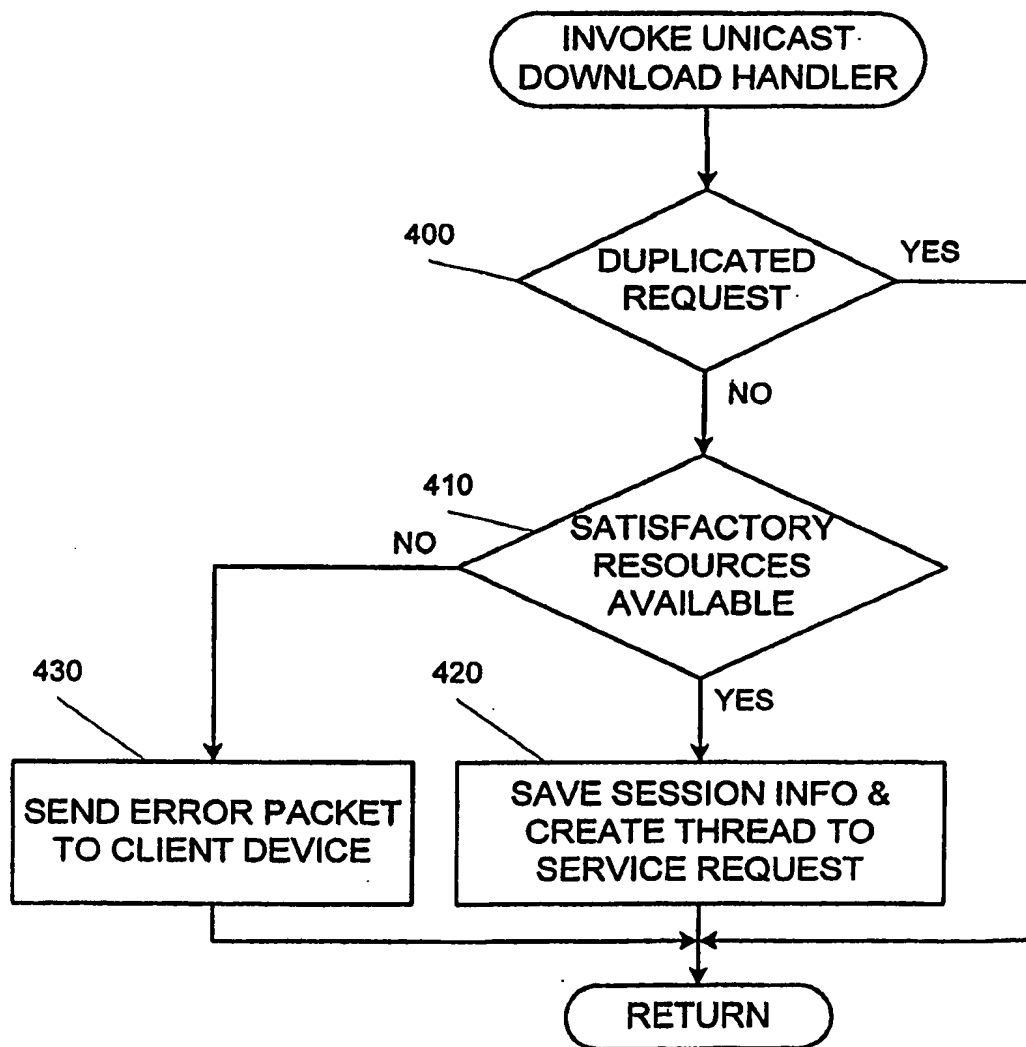 INVOKE UNICAST
DOWNLOAD HANDLER
400
DUPLICATED
REQUEST
YES
NO
410
SATISFACTORY
RESOURCES
AVAILABLE
NO
YES
430
SEND ERROR PACKET
TO CLIENT DEVICE
420
SAVE SESSION INFO &
CREATE THREAD TO
SERVICE REQUEST
RETURN